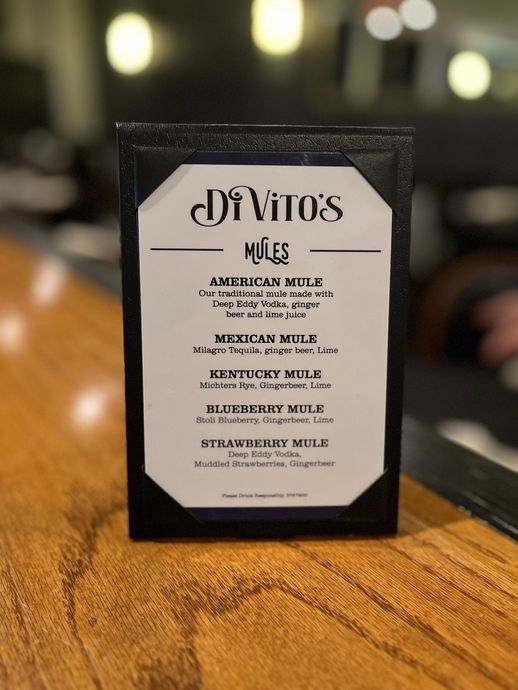 DiVito's
MULES
AMERICAN MULE
Our traditional mule made with
Deep Eddy Vodka, ginger
beer and lime juice
MEXICAN MULE
Milagro Tequila, ginger beer, Lime
KENTUCKY MULE
Michters Rye, Gingerbeer, Lime
BLUEBERRY MULE
Stoli Blueberry, Gingerbeer, Lime
STRAWBERRY MULE
Deep Eddy Vodka,
Muddled Strawberries, Gingerbeer
Please Drink Responsibly